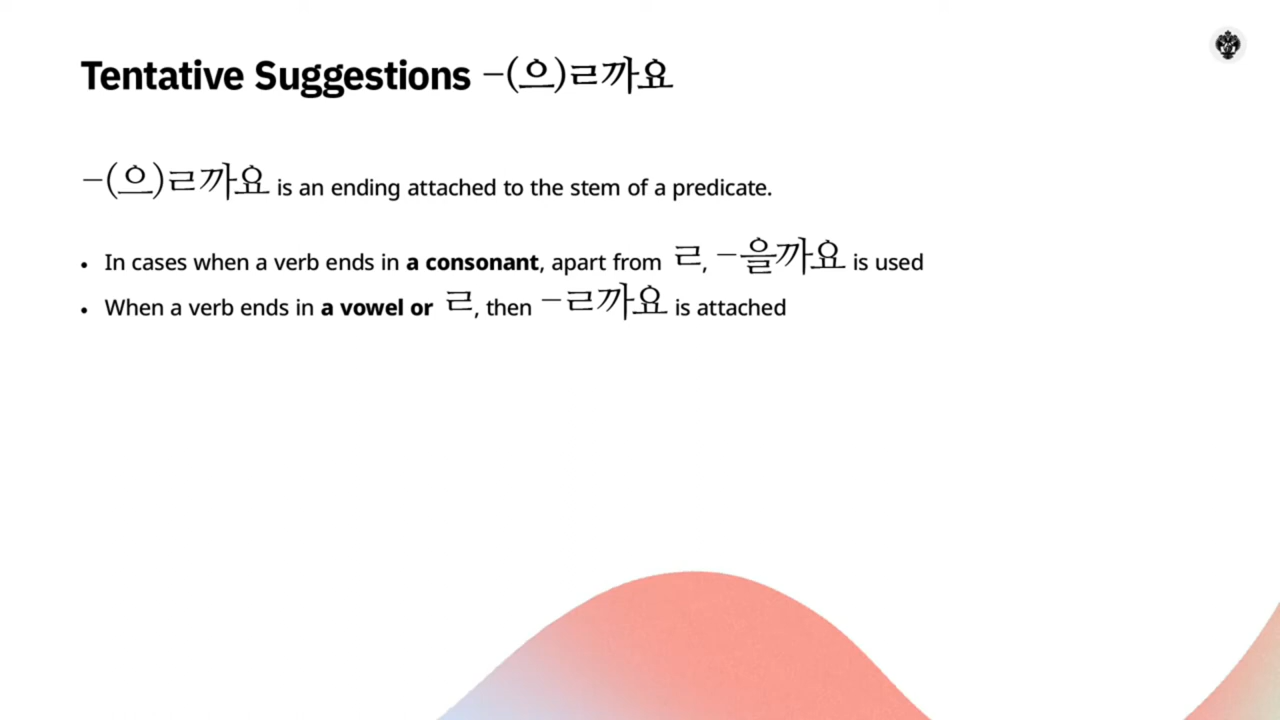 Tentative Suggestions –(으)ㄹ까요
–(으)ㄹ까요 is an ending attached to the stem of a predicate.
• In cases when a verb ends in a consonant, apart from ㄹ, –을까요 is used
• When a verb ends in a vowel or ㄹ, then –ㄹ까요 is attached